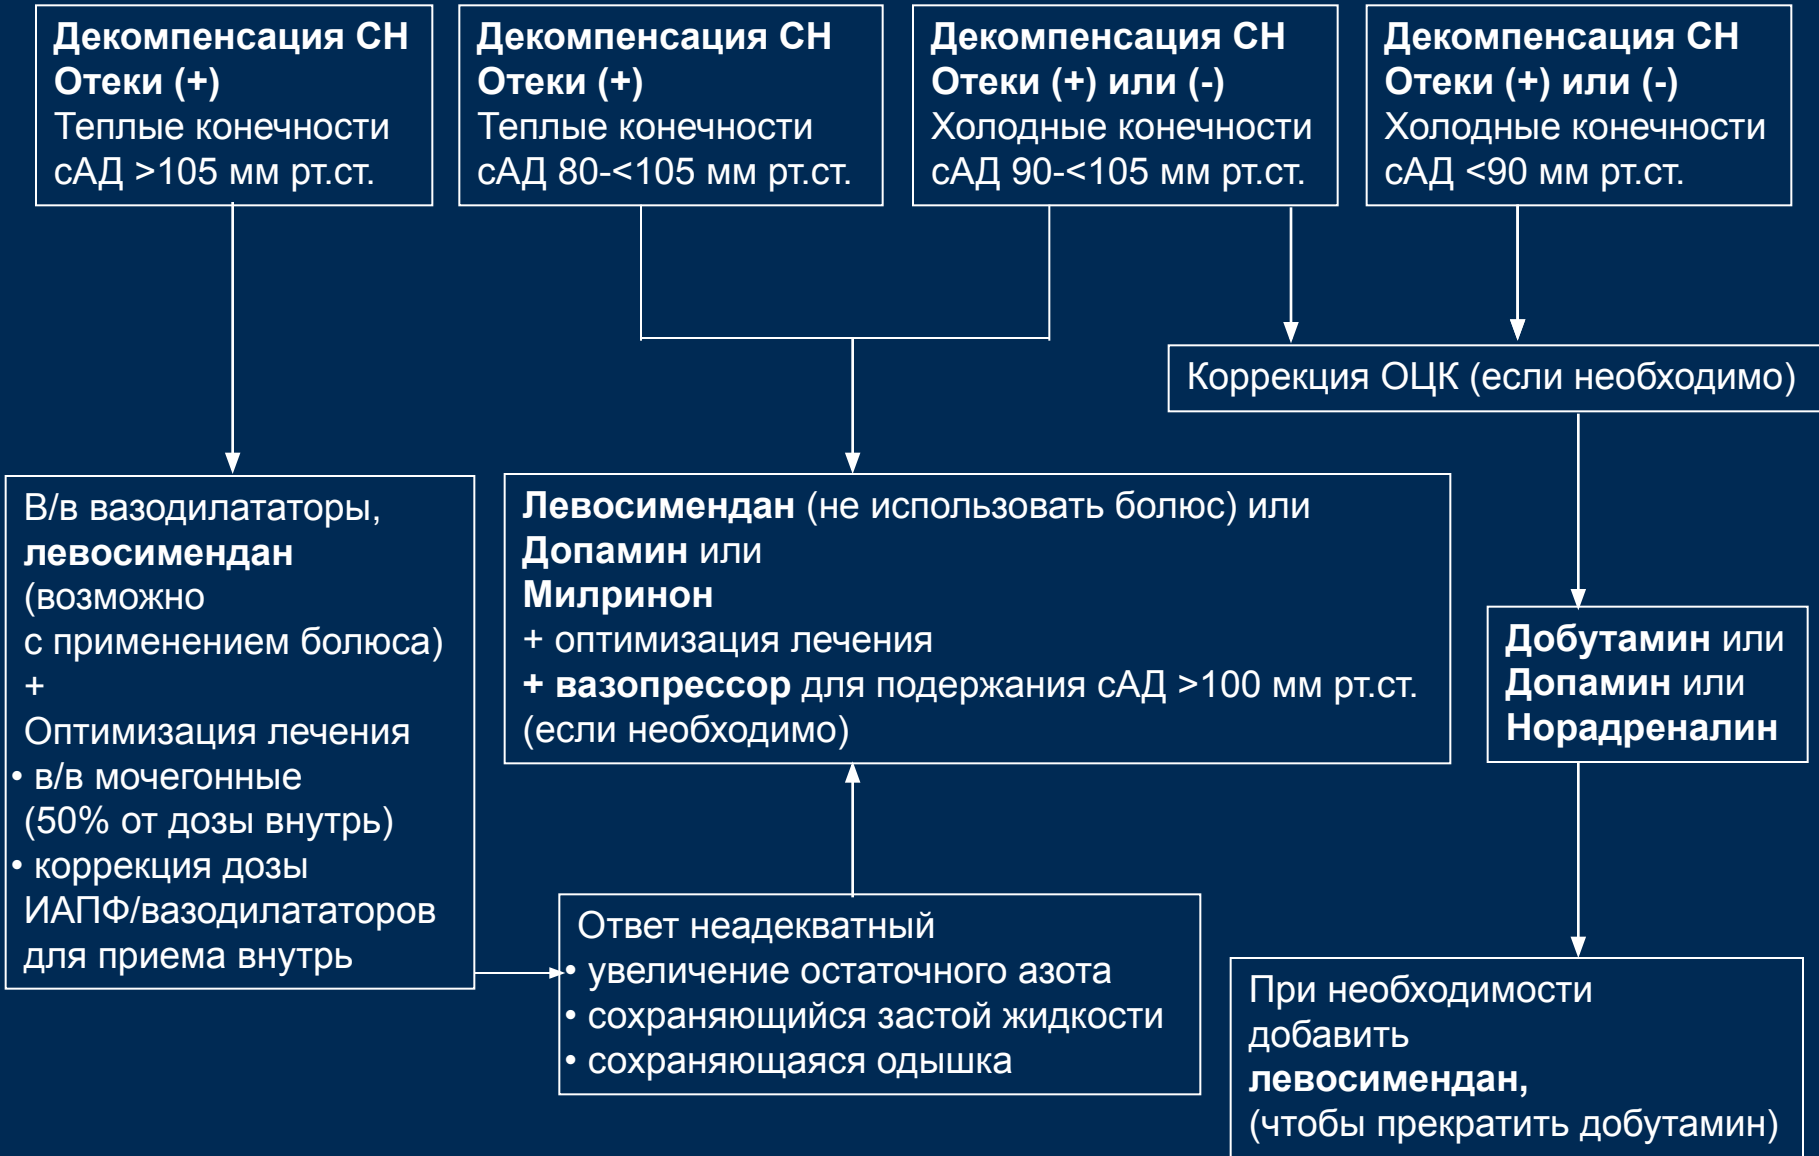 Декомпенсация СН
Отеки (+)
Теплые конечности
сАД >105 мм рт.ст.
Декомпенсация СН
Отеки (+)
Теплые конечности
сАД 80-<105 мм рт.ст.
Декомпенсация СН
Отеки (+) или (-)
Холодные конечности
сАД 90-<105 мм рт.ст.
Декомпенсация СН
Отеки (+) или (-)
Холодные конечности
сАД <90 мм рт.ст.
Коррекция ОЦК (если необходимо)
В/в вазодилататоры,
левосимендан
(возможно
с применением болюса)
+
Оптимизация лечения
• в/в мочегонные
(50% от дозы внутрь)
• коррекция дозы
ИАПФ/вазодилататоров
для приема внутрь
Левосимендан (не использовать болюс) или
Допамин или
Милринон
+ оптимизация лечения
+ вазопрессор для подержания сАД >100 мм рт.ст.
(если необходимо)
Добутамин или
Допамин или
Норадреналин
Ответ неадекватный
• увеличение остаточного азота
• сохраняющийся застой жидкости
• сохраняющаяся одышка
При необходимости
добавить
левосимендан,
(чтобы прекратить добутамин)